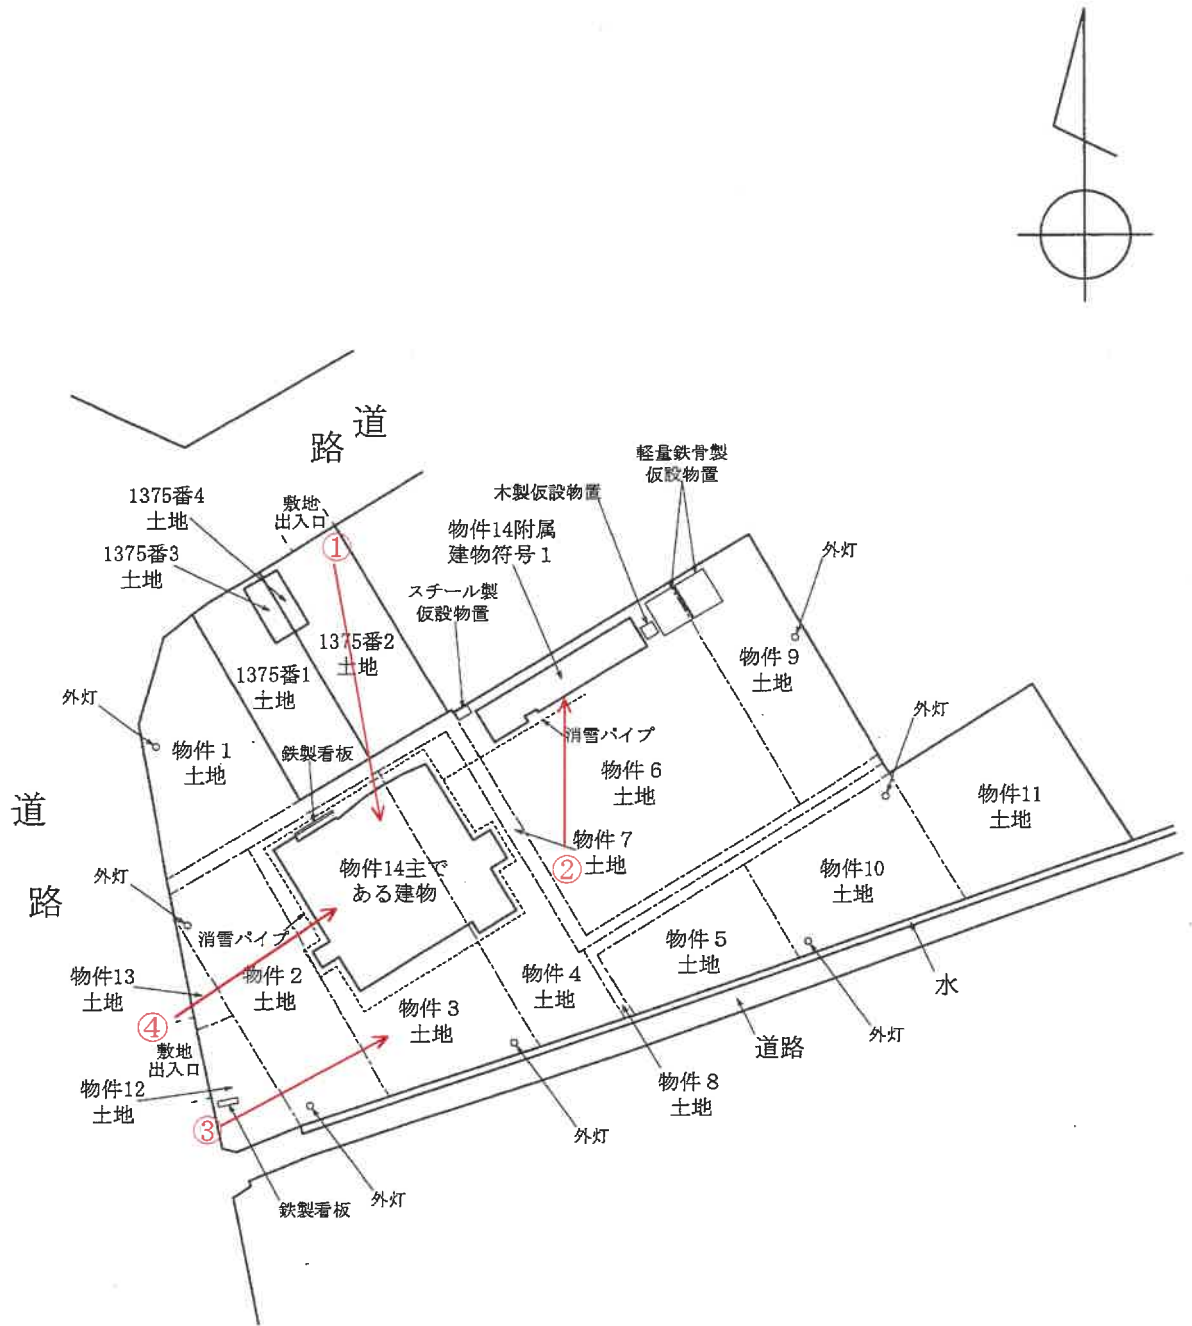 道
路
1375番4
土地
敷地
出入口
①
1375番3
土地
軽量鉄骨製
仮設物置
木製仮設物置
物件14附属
建物符号1
スチール製
仮設物置
外灯
1375番2
土地
1375番1
土地
物件9
土地
外灯
外灯
物件1
土地
鉄製看板
消雪パイプ
物件6
土地
物件11
土地
道
路
物件7
土地
②
物件14主で
ある建物
物件10
土地
外灯
消雪パイプ
物件5
土地
物件13
土地
物件2
土地
物件4
土地
水
④
物件3
土地
外灯
道路
敷地
出入口
物件12
土地
物件8
土地
③
外灯
鉄製看板
外灯